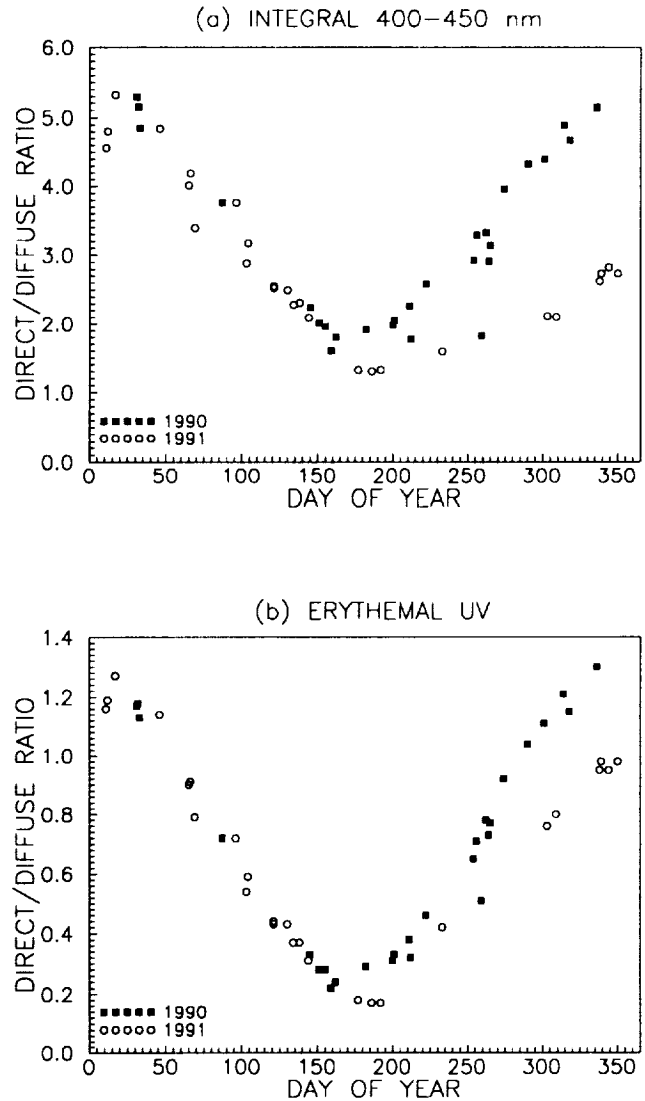 (a) INTEGRAL 400-450 nm
6.0
5.0
4.0
3.0
2.0
1.0
0.0
DIRECT/DIFFUSE RATIO
1990
1991
0 50 100 150 200 250 300 350
DAY OF YEAR
(b) ERYTHEMAL UV
1.4
1.2
1.0
0.8
0.6
0.4
0.2
0.0
DIRECT/DIFFUSE RATIO
1990
1991
0 50 100 150 200 250 300 350
DAY OF YEAR